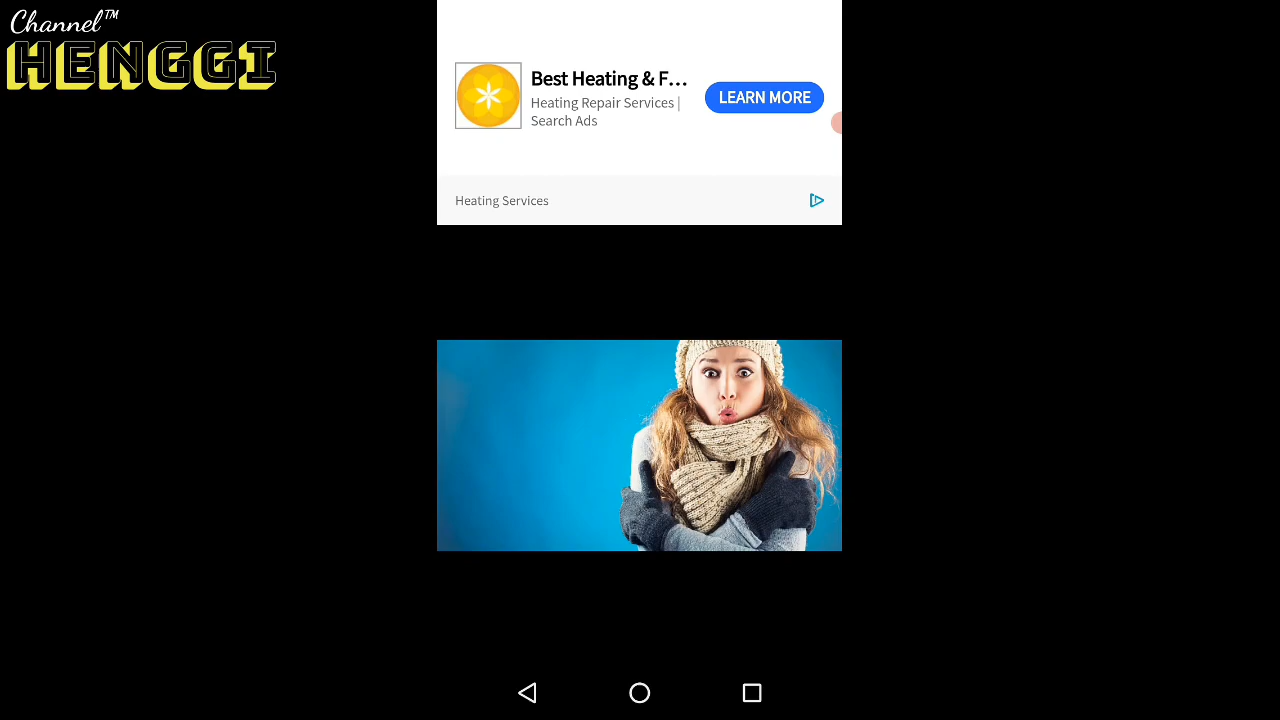 Channel™
HENGGI
Best Heating & F...
Heating Repair Services |
Search Ads
LEARN MORE
Heating Services